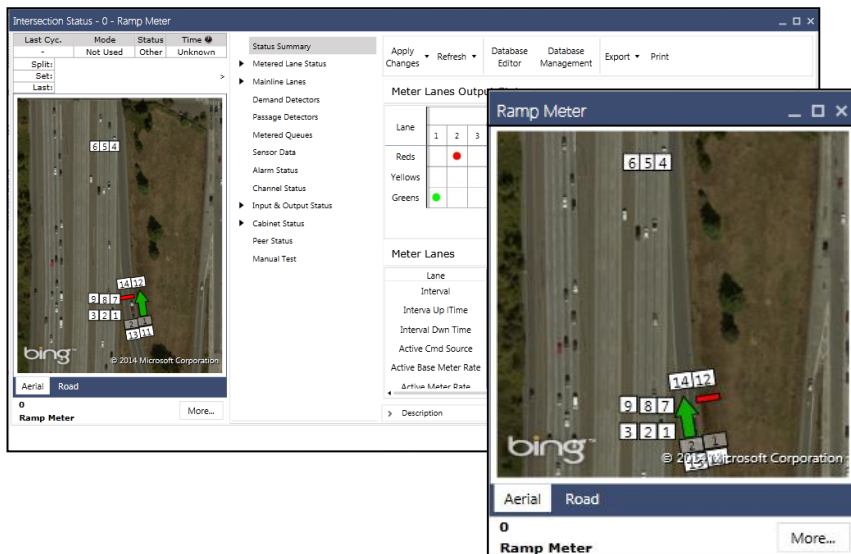 Intersection Status - 0 - Ramp Meter
Last Cyc. Mode Status Time
- Not Used Other Unknown
Split:
Set: >
Last:
6 5 4
14 12
9 8 7
3 2 1
2 1
13 11
bing
© 2014 Microsoft Corporation
Aerial Road
0
Ramp Meter
More...
Status Summary
Metered Lane Status
Mainline Lanes
Demand Detectors
Passage Detectors
Metered Queues
Sensor Data
Alarm Status
Channel Status
Input & Output Status
Cabinet Status
Peer Status
Manual Test
Apply Changes Refresh Database Editor Database Management Export Print
Meter Lanes Outp
Lane 1 2 3
Reds
Yellows
Greens
Meter Lanes
Lane
Interval
Interva Up lTime
Interval Dwn Time
Active Cmd Source
Active Base Meter Rate
Active Meter Rate
> Description
Ramp Meter
6 5 4
14 12
9 8 7
3 2 1
2 1
bing
Microsoft Corporation
Aerial Road
0
Ramp Meter
More...